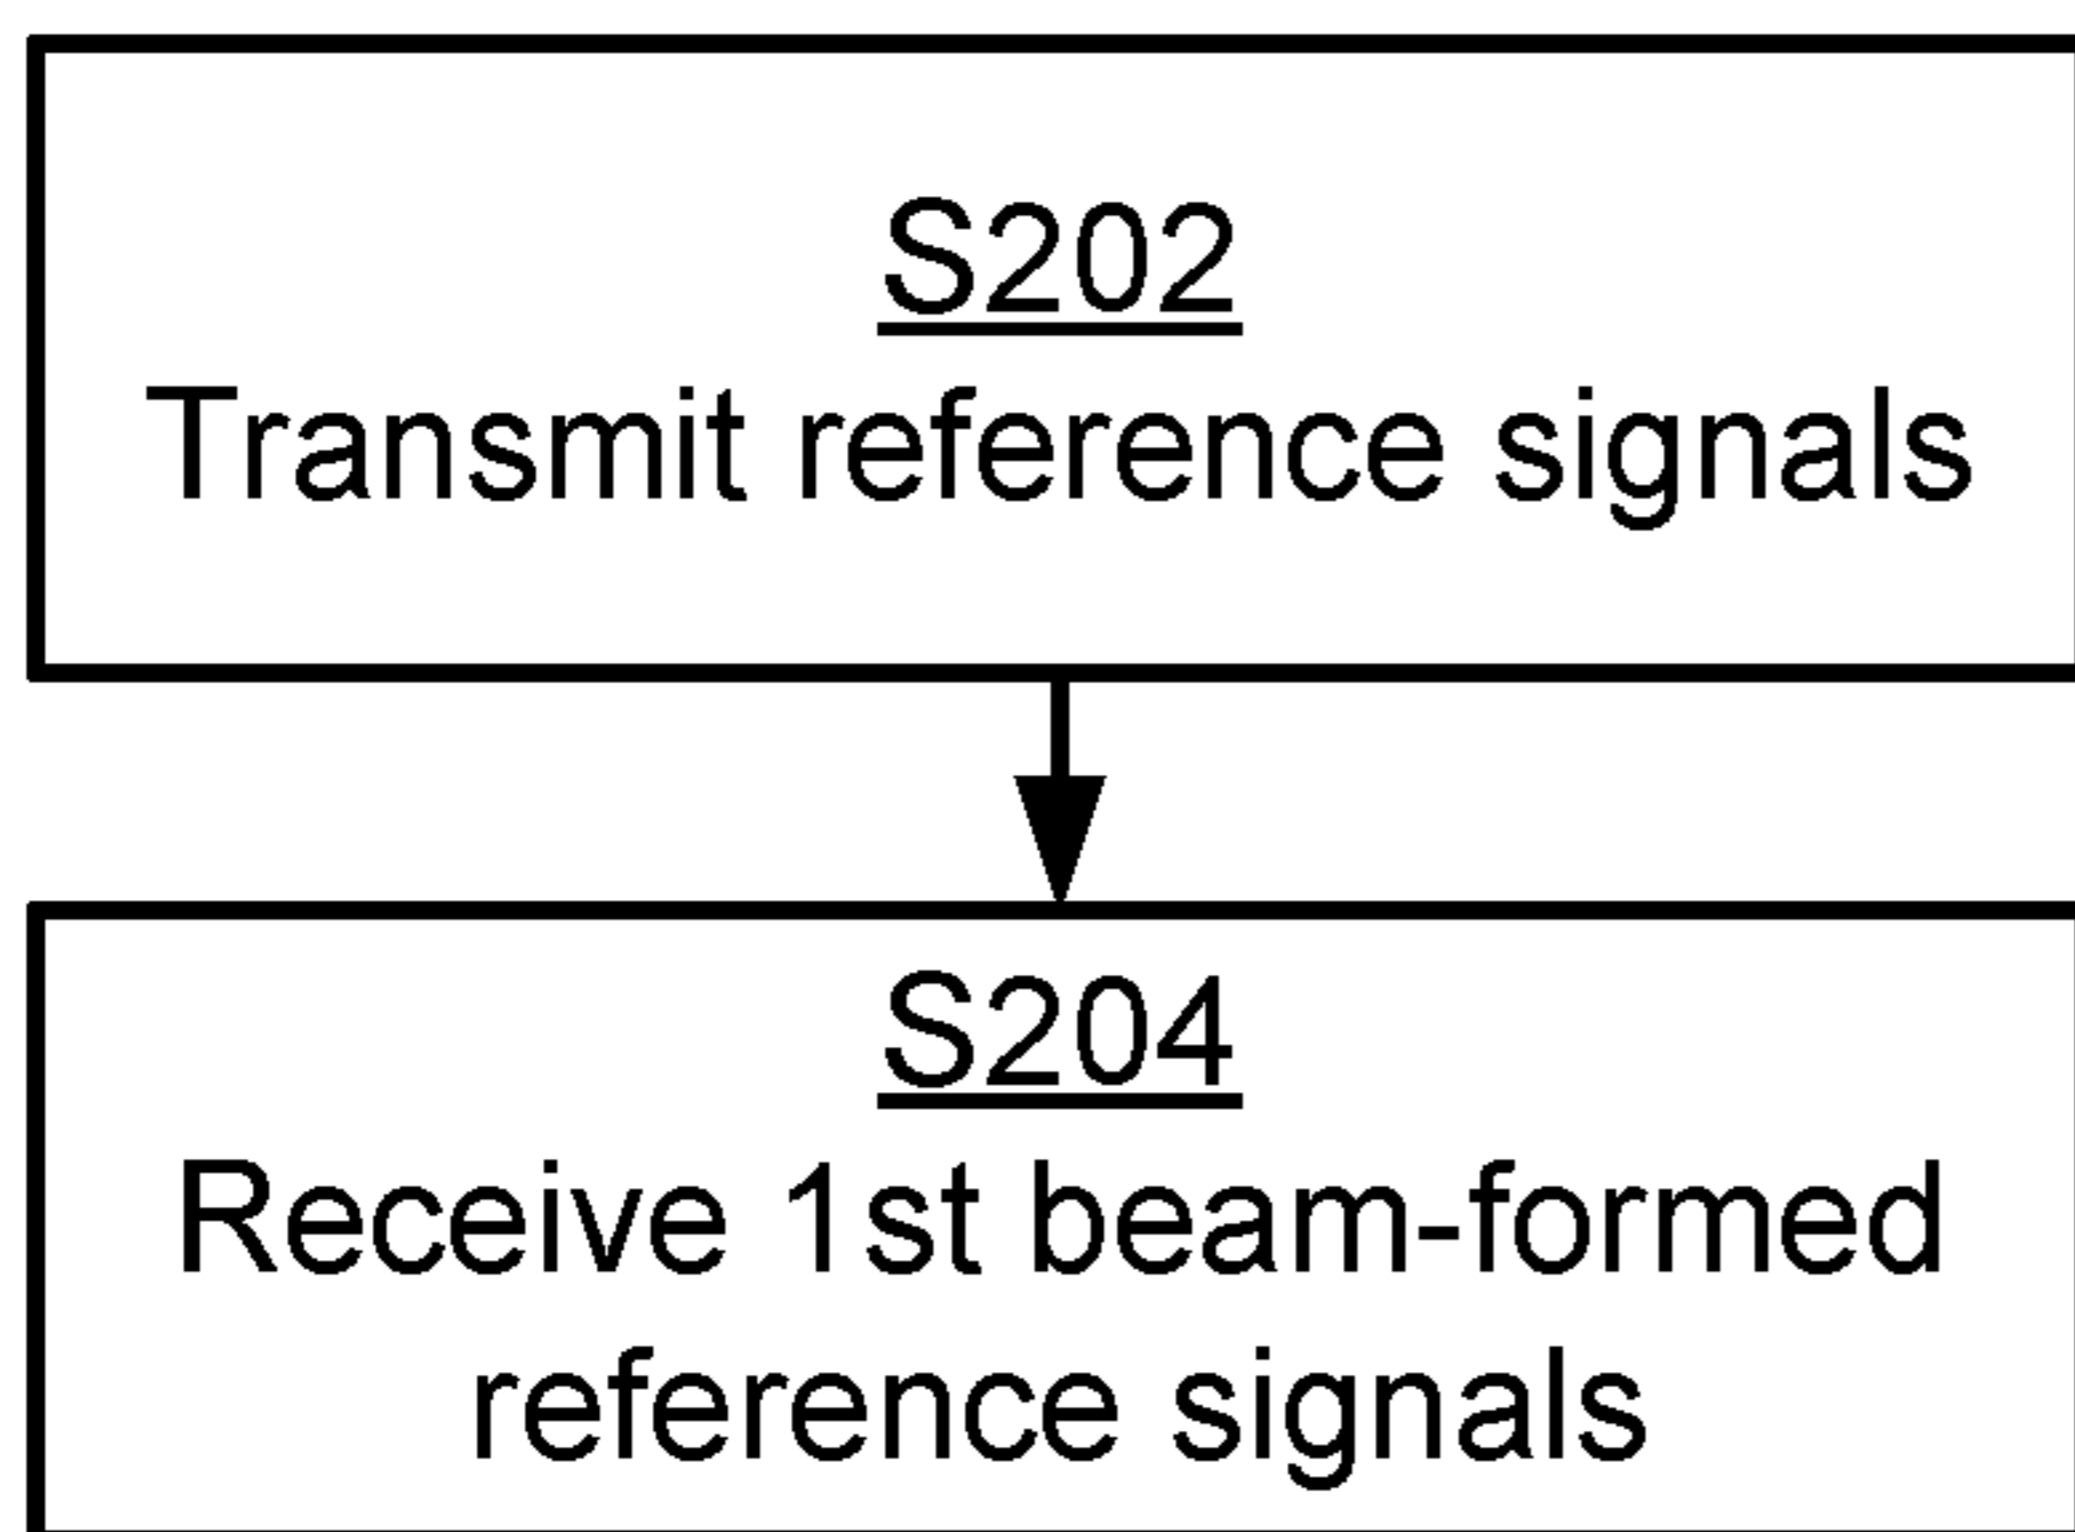 S202
Transmit reference signals
S204
Receive 1st beam-formed
reference signals